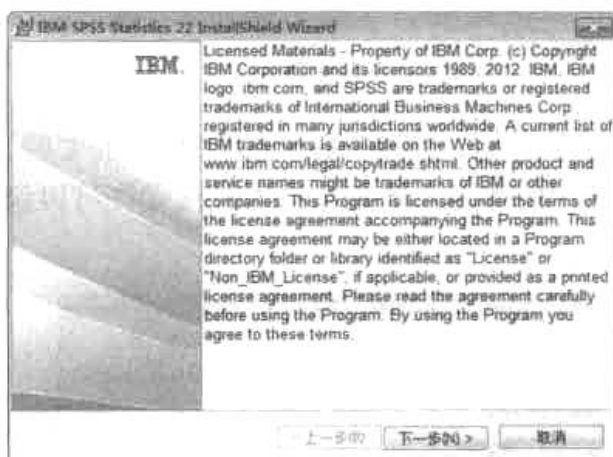 IBM SPSS Statistics 22 InstallShield Wizard
IBM.
Licensed Materials - Property of IBM Corp. (c) Copyright
IBM Corporation and its licensors 1989, 2012. IBM, IBM
logo, ibm.com, and SPSS are trademarks or registered
trademarks of International Business Machines Corp.,
registered in many jurisdictions worldwide. A current list of
IBM trademarks is available on the Web at
www.ibm.com/legal/copytrade.shtml. Other product and
service names might be trademarks of IBM or other
companies. This Program is licensed under the terms of
the license agreement accompanying the Program. This
license agreement may be either located in a Program
directory folder or library identified as "License" or
"Non_IBM_License", if applicable, or provided as a printed
license agreement. Please read the agreement carefully
before using the Program. By using the Program you
agree to these terms.
上一步(B) 下一步(N) > 取消